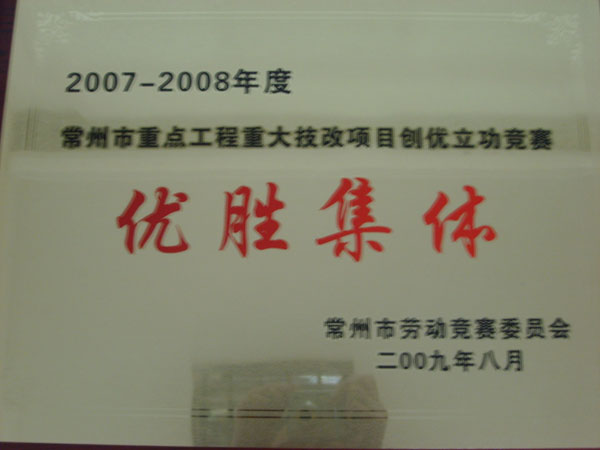 2007-2008年度
常州市重点工程重大技改项目创优立功竞赛
优胜集体
常州市劳动竞赛委员会
二00九年八月